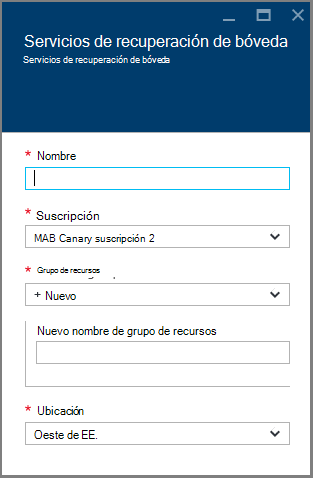 Servicios de recuperación de bóveda
Servicios de recuperación de bóveda
* Nombre
* Suscripción
MAB Canary suscripción 2
* Grupo de recursos
+ Nuevo
Nuevo nombre de grupo de recursos
* Ubicación
Oeste de EE.